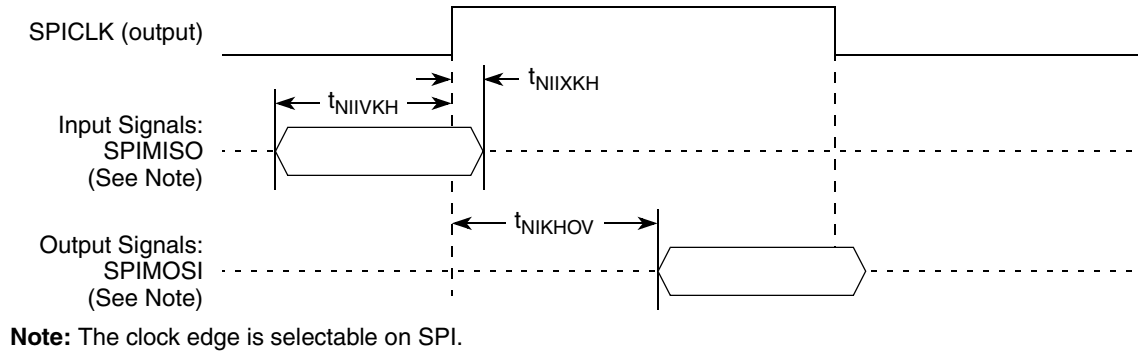 SPICLK (output)
tNIIXKH
tNIIVKH
Input Signals:
SPIMISO
(See Note)
tNIKHOV
Output Signals:
SPIMOSI
(See Note)
Note: The clock edge is selectable on SPI.